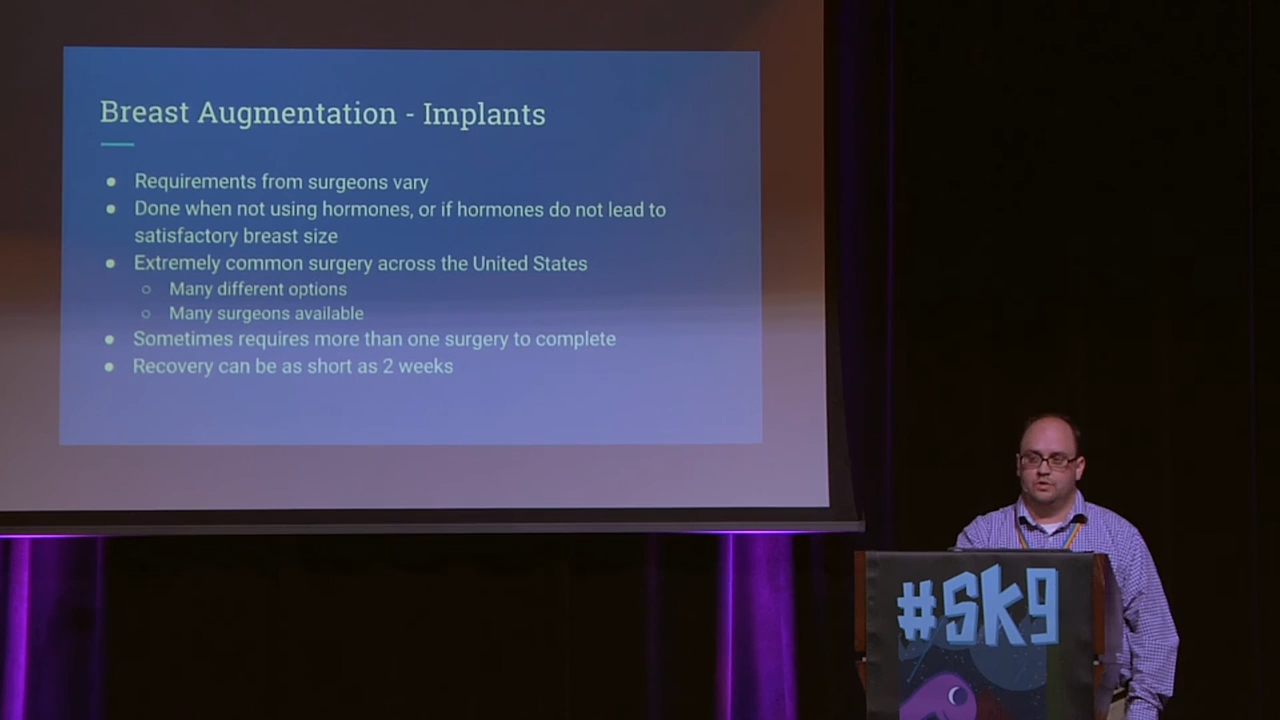 Breast Augmentation - Implants
● Requirements from surgeons vary
● Done when not using hormones, or if hormones do not lead to
satisfactory breast size
● Extremely common surgery across the United States
○ Many different options
○ Many surgeons available
● Sometimes requires more than one surgery to complete
● Recovery can be as short as 2 weeks
#sk9